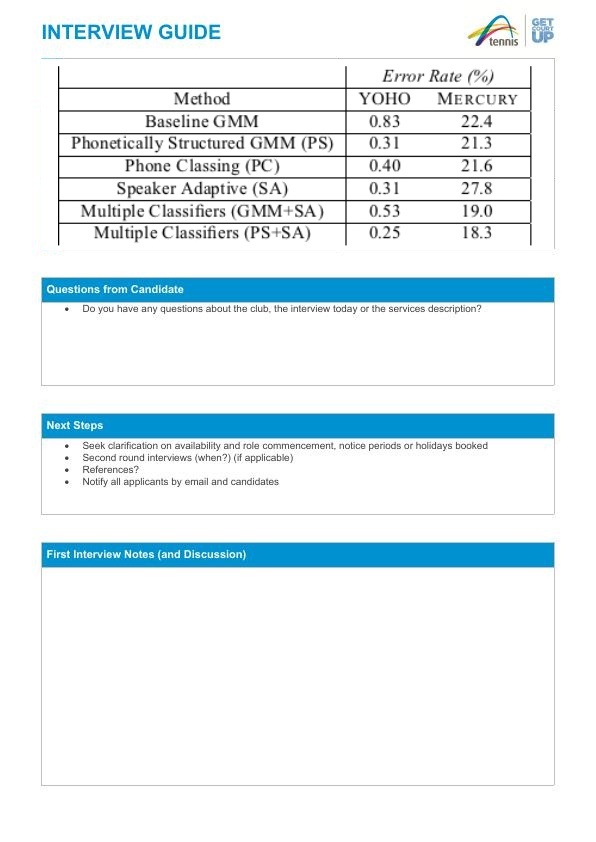 INTERVIEW GUIDE
tennis
GET
COURT
UP
Error Rate (%)
Method YOHO MERCURY
Baseline GMM 0.83 22.4
Phonetically Structured GMM (PS) 0.31 21.3
Phone Classing (PC) 0.40 21.6
Speaker Adaptive (SA) 0.31 27.8
Multiple Classifiers (GMM+SA) 0.53 19.0
Multiple Classifiers (PS+SA) 0.25 18.3
Questions from Candidate
• Do you have any questions about the club, the interview today or the services description?
Next Steps
• Seek clarification on availability and role commencement, notice periods or holidays booked
• Second round interviews (when?) (if applicable)
• References?
• Notify all applicants by email and candidates
First Interview Notes (and Discussion)